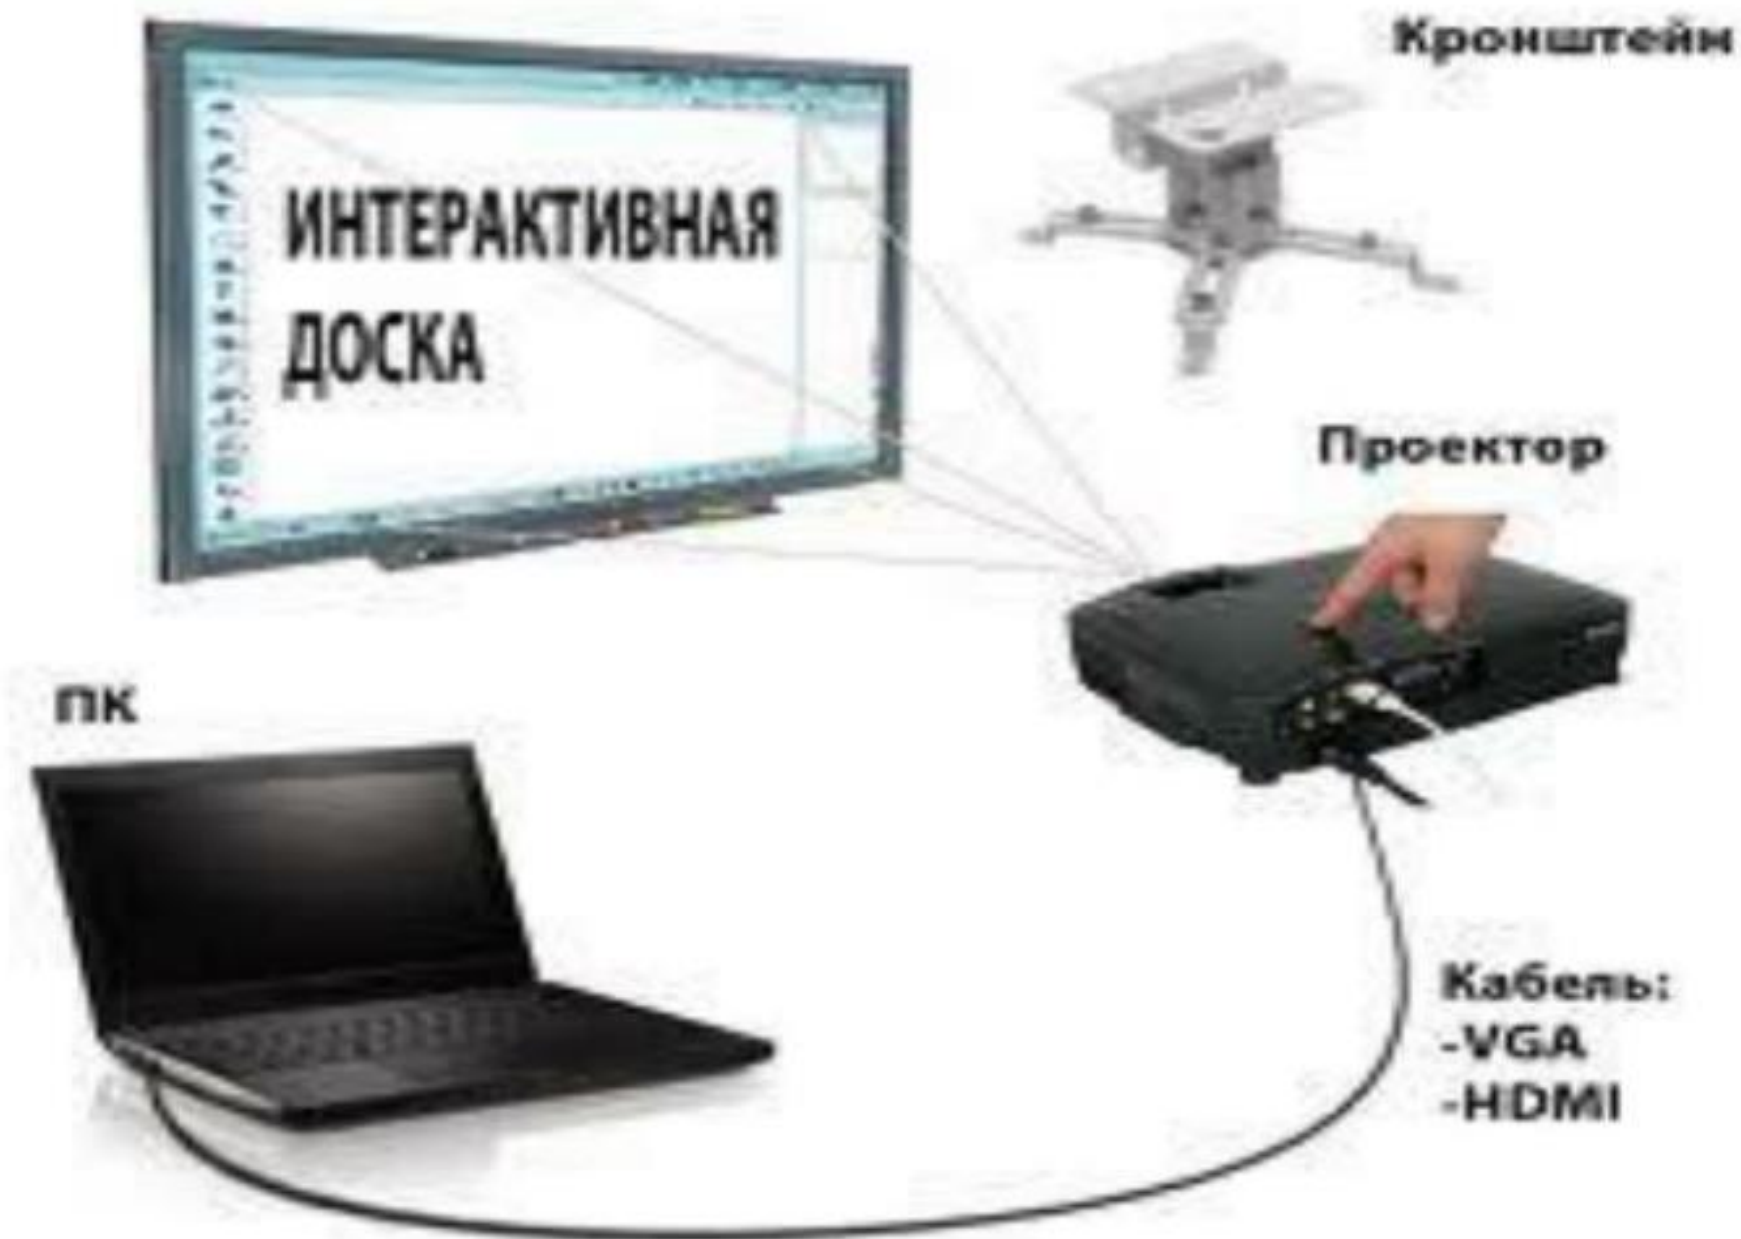 Кронштейн
ИНТЕРАКТИВНАЯ
ДОСКА
Проектор
ПК
Кабель:
-VGA
-HDMI